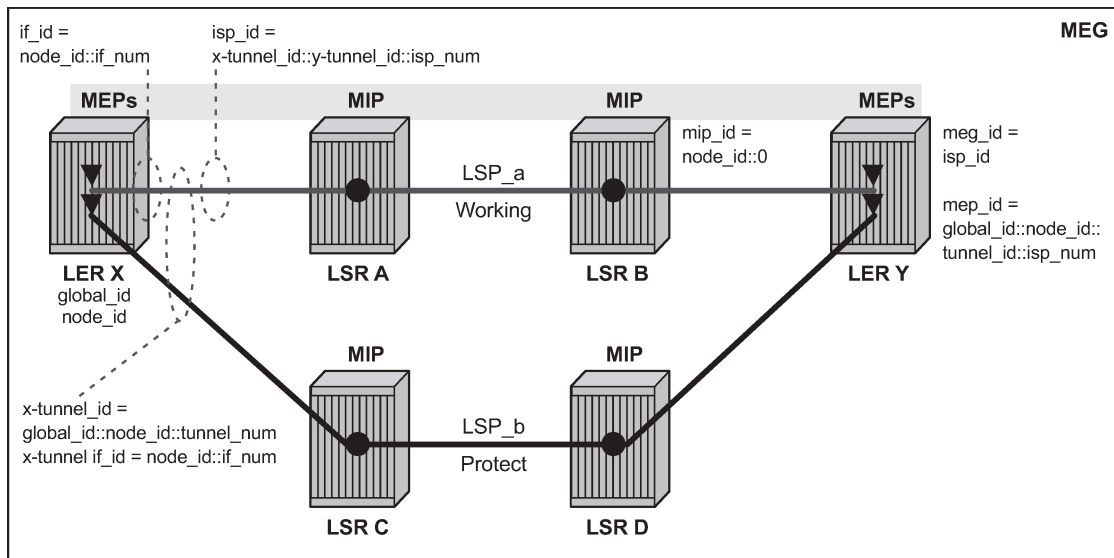 if_id =
node_id::if_num
isp_id =
x-tunnel_id::y-tunnel_id::isp_num
MEG
MEPs
MIP
MIP
MEPs
mip_id =
node_id::0
meg_id =
isp_id
LSP_a
Working
mep_id =
global_id::node_id::
tunnel_id::isp_num
LER X
LSR A
LSR B
LER Y
global_id
node_id
MIP
MIP
x-tunnel_id =
global_id::node_id::tunnel_num
x-tunnel if_id = node_id::if_num
LSP_b
Protect
LSR C
LSR D